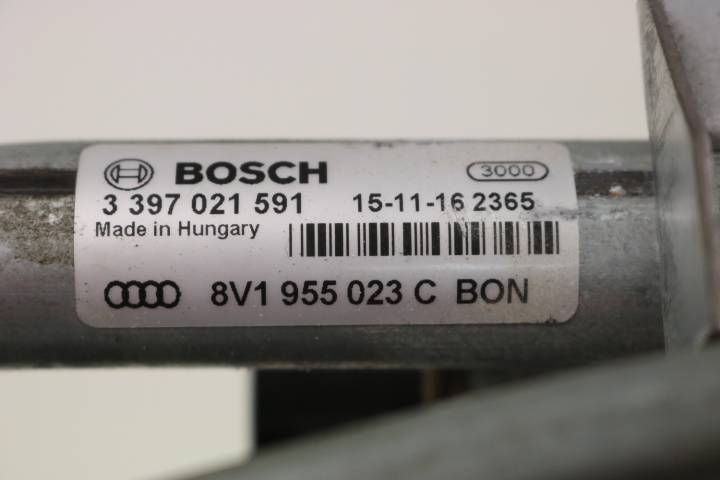 BOSCH 3000
3 397 021 591 15-11-16 2365
Made in Hungary
8V1 955 023 C BON